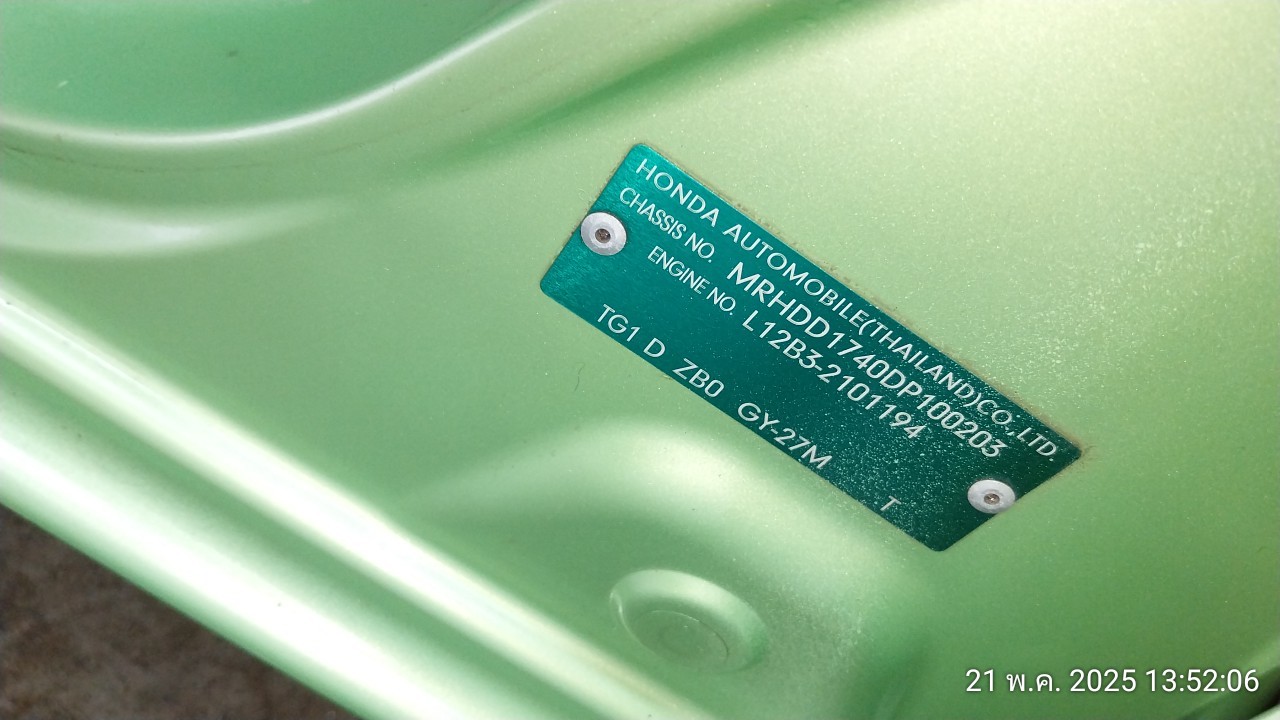 HONDA AUTOMOBILE(THAILAND)CO.,LTD.
CHASSIS NO. MRHDD1740DP100203
ENGINE NO. L12B3-2101194
TG1 D ZB0 GY-27M T
21 พ.ค. 2025 13:52:06